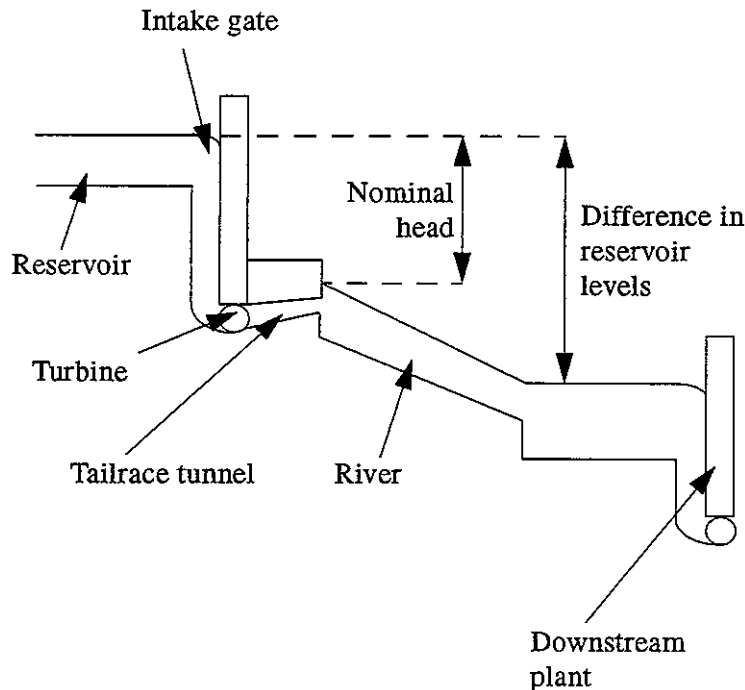 Intake gate
Nominal
head
Difference in
reservoir
levels
Reservoir
Turbine
Tailrace tunnel
River
Downstream
plant